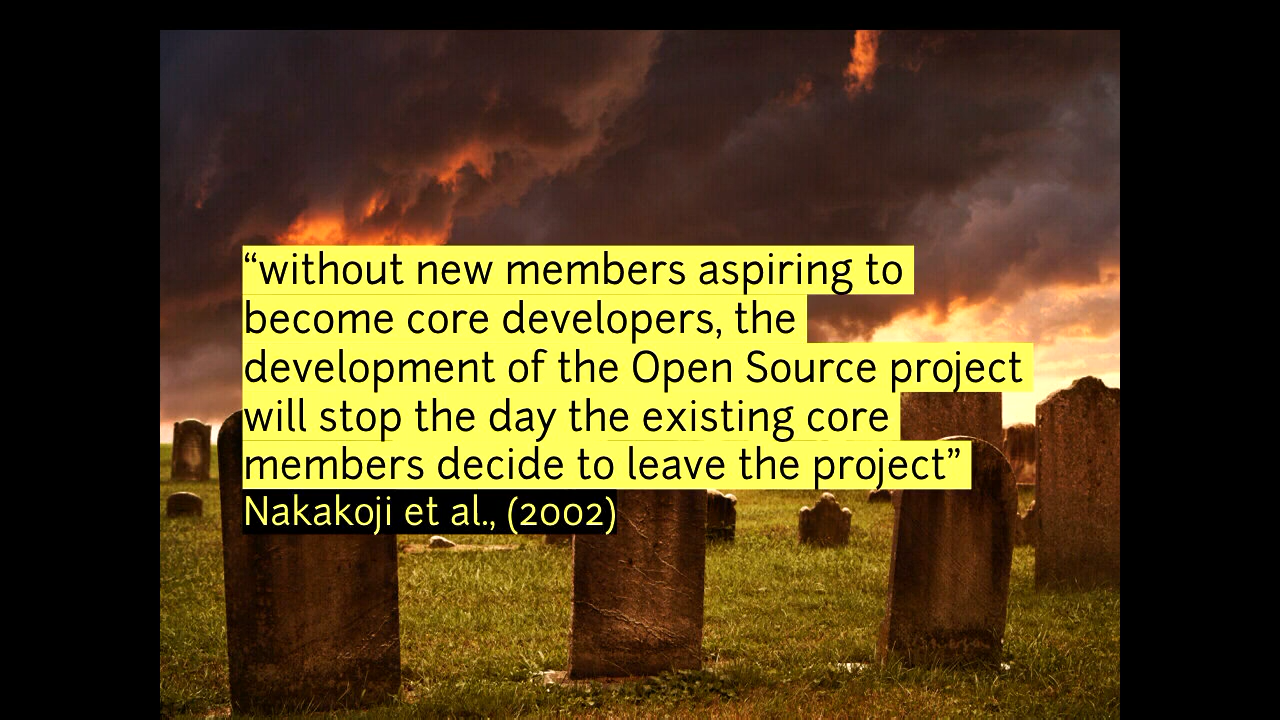 “without new members aspiring to
become core developers, the
development of the Open Source project
will stop the day the existing core
members decide to leave the project”
Nakakoji et al., (2002)